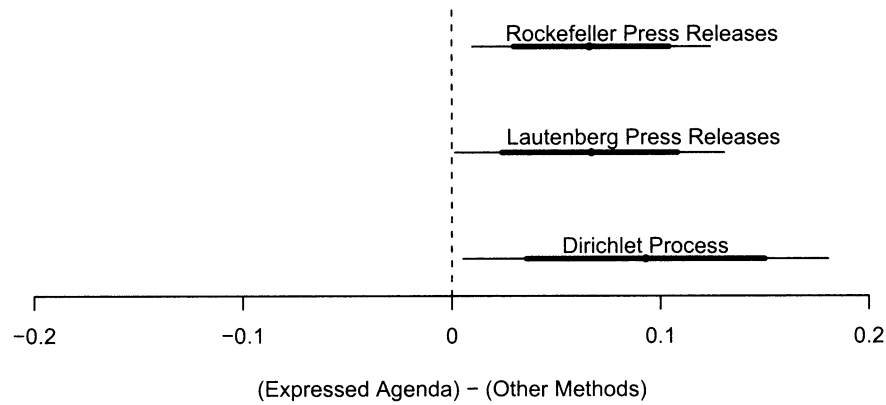 Rockefeller Press Releases
Lautenberg Press Releases
Dirichlet Process
−0.2 −0.1 0 0.1 0.2
(Expressed Agenda) − (Other Methods)